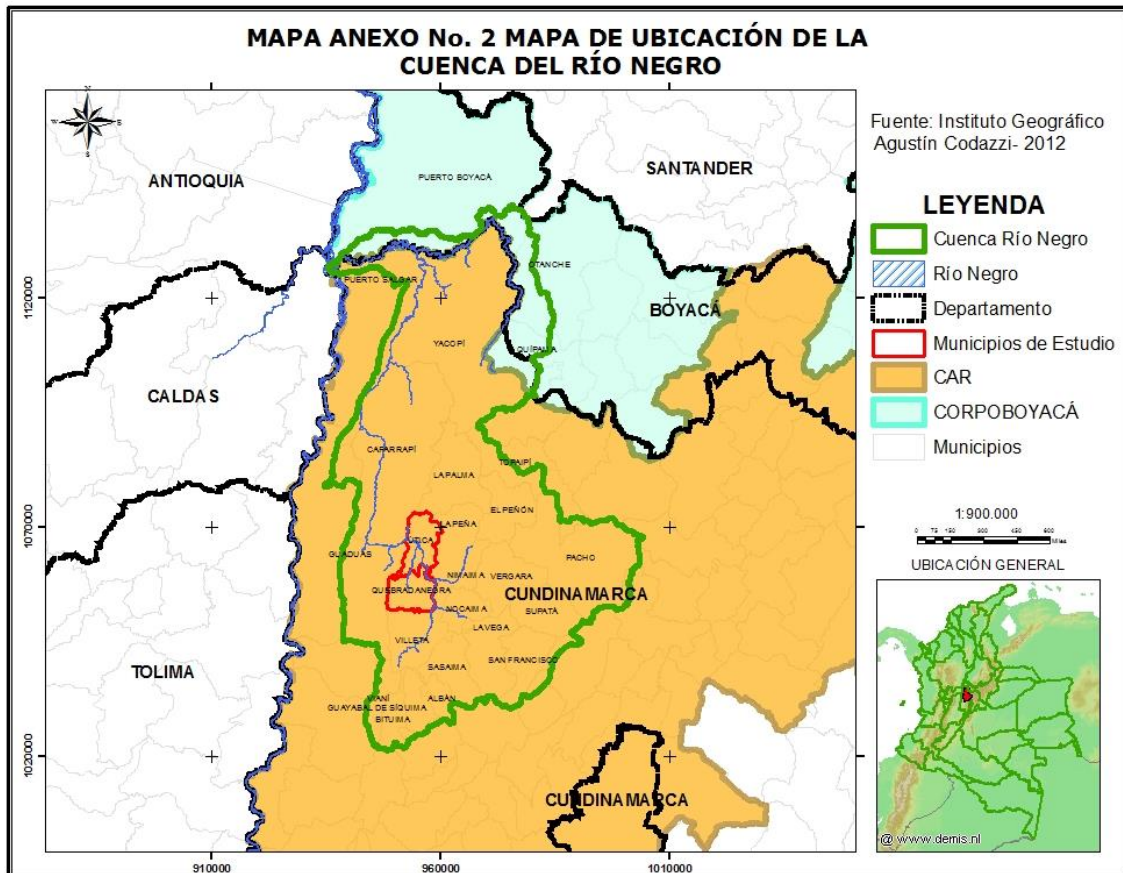 MAPA ANEXO No. 2 MAPA DE UBICACIÓN DE LA
CUENCA DEL RÍO NEGRO
Fuente: Instituto Geográfico
Agustín Codazzi- 2012
LEYENDA
Cuenca Río Negro
Río Negro
Departamento
Municipios de Estudio
CAR
CORPOBOYACÁ
Municipios
1:900.000
Miles
UBICACIÓN GENERAL
@ www.demis.nl
N
S
ANTIOQUIA
SANTANDER
PUERTO BOYACÁ
OTANCHE
PUERTO SALGAR
BOYACÁ
YACOPÍ
QUÍPAMA
CALDAS
CAPARRAPÍ
TOPAIPÍ
LA PALMA
EL PEÑÓN
LA PEÑA
ÚTICA
GUADUAS
PACHO
NIMAIMA
VERGARA
QUEBRADANEGRA
CUNDINAMARCA
NOCAIMA
SUPATÁ
LA VEGA
VILLETA
TOLIMA
SASAIMA
SAN FRANCISCO
VIANÍ
ALBÁN
GUAYABAL DE SÍQUIMA
BITUIMA
CUNDINAMARCA
1120000
1070000
1020000
910000
960000
1010000